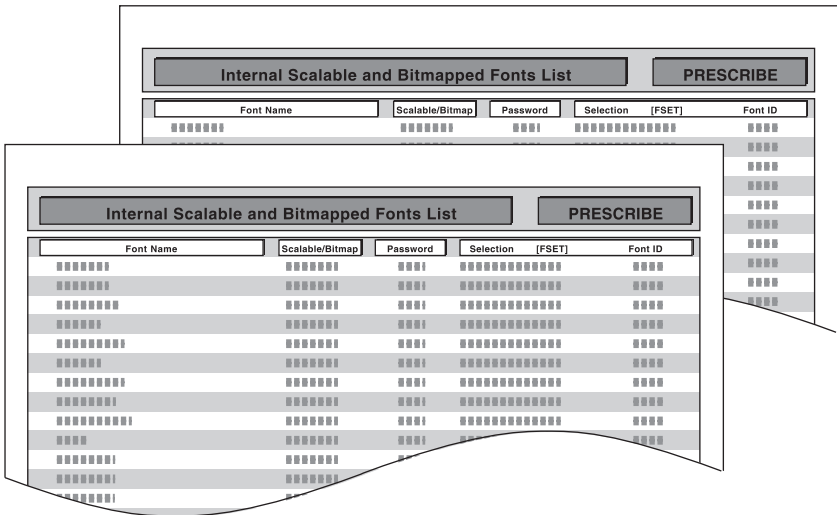 Internal Scalable and Bitmapped Fonts List PRESCRIBE
Font Name Scalable/Bitmap Password Selection [FSET] Font ID
Internal Scalable and Bitmapped Fonts List PRESCRIBE
Font Name Scalable/Bitmap Password Selection [FSET] Font ID